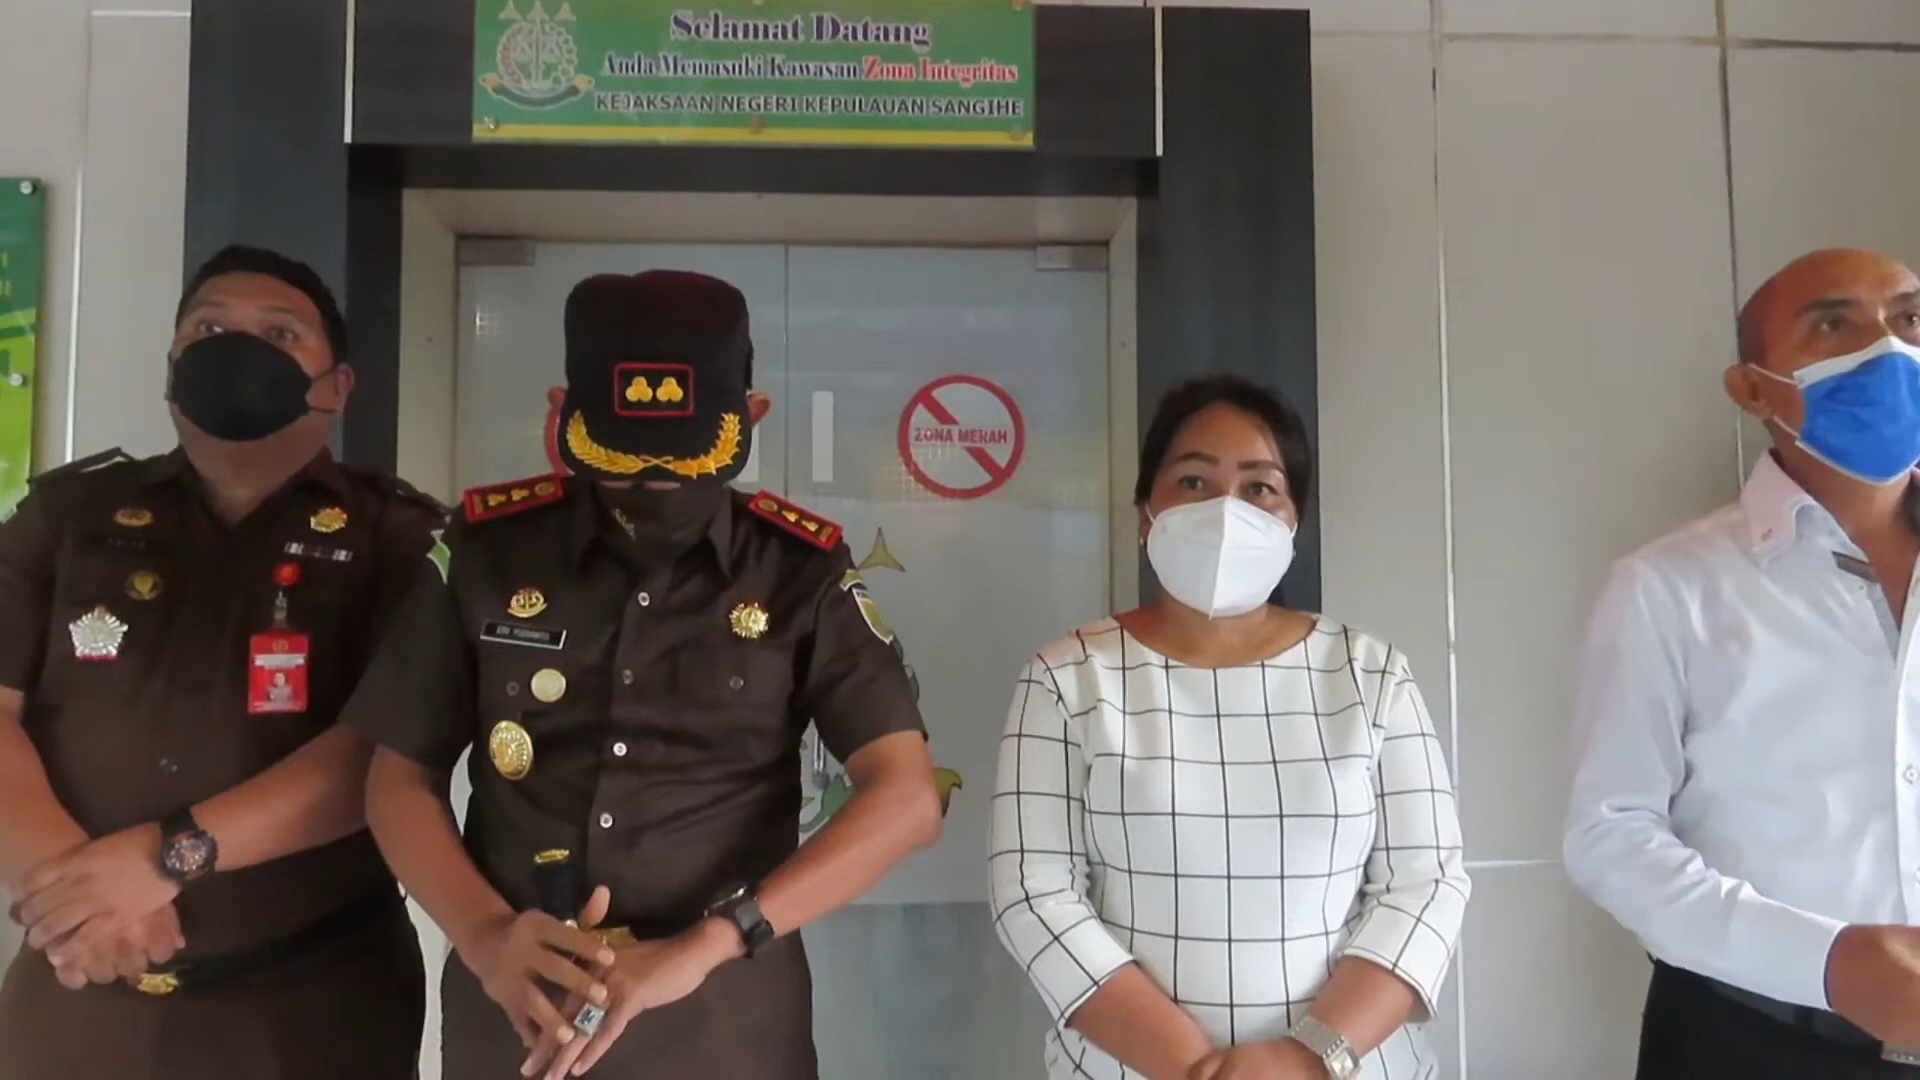 Selamat Datang
Anda Memasuki Kawasan Zona Integritas
KEJAKSAAN NEGERI KEPULAUAN SANGIHE
ZONA MERAH